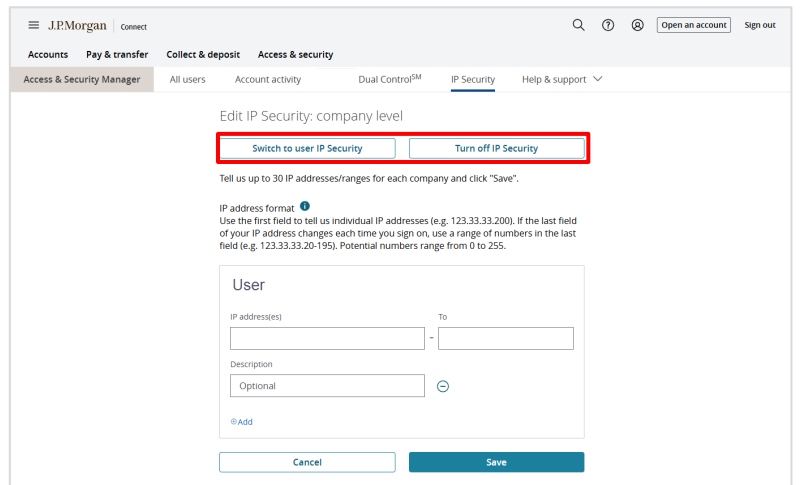 J.P.Morgan Connect Open an account Sign out
Accounts Pay & transfer Collect & deposit Access & security
Access & Security Manager All users Account activity Dual Control℠ IP Security Help & support
Edit IP Security: company level
Switch to user IP Security Turn off IP Security
Tell us up to 30 IP addresses/ranges for each company and click "Save".
IP address format
Use the first field to tell us individual IP addresses (e.g. 123.33.33.200). If the last field
of your IP address changes each time you sign on, use a range of numbers in the last
field (e.g. 123.33.33.20-195). Potential numbers range from 0 to 255.
User
IP address(es) To
-
Description
Optional
Add
Cancel Save